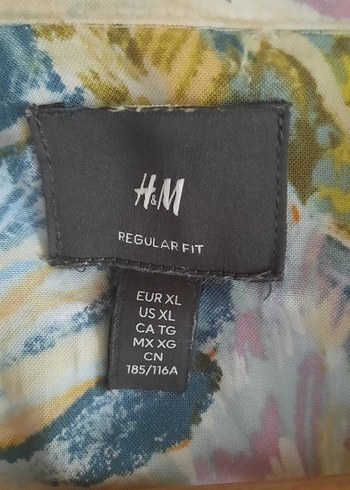 H&M
REGULAR FIT
EUR XL
US XL
CA TG
MX XG
CN
185/116A